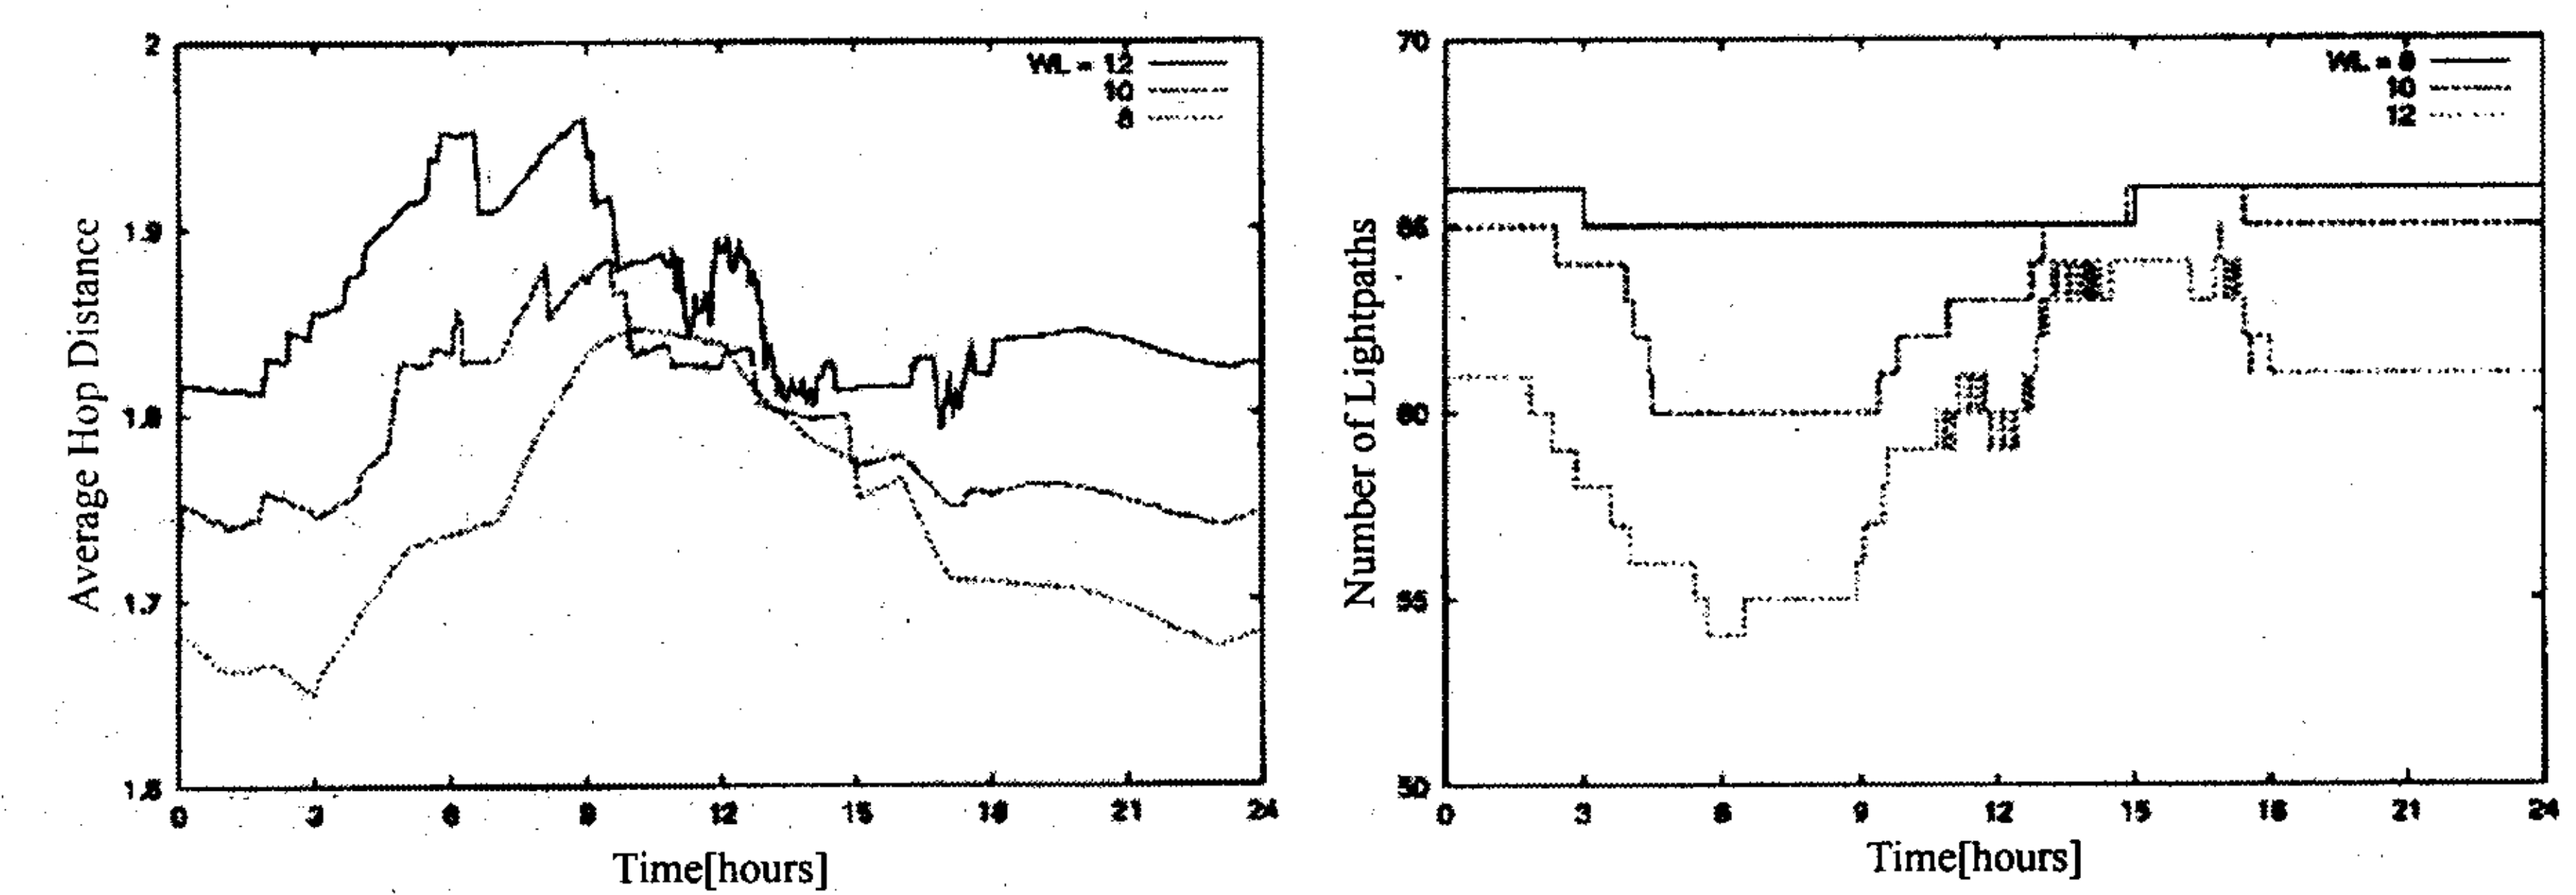 2
WL = 12
10
8
1.9
1.8
1.7
1.6
0 3 6 9 12 15 18 21 24
Average Hop Distance
Time[hours]
70
WL = 8
10
12
65
60
55
50
0 3 6 9 12 15 18 21 24
Number of Lightpaths
Time[hours]